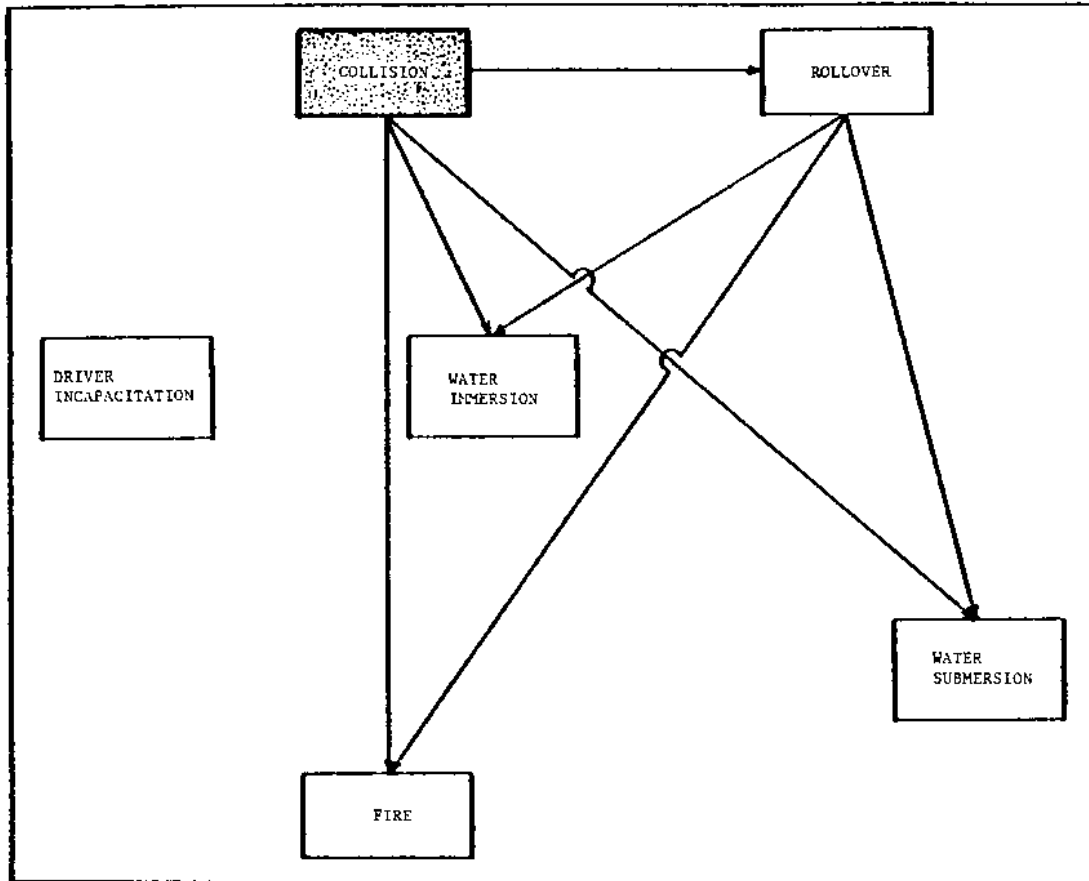 COLLISION
ROLLOVER
DRIVER
INCAPACITATION
WATER
IMMERSION
WATER
SUBMERSION
FIRE